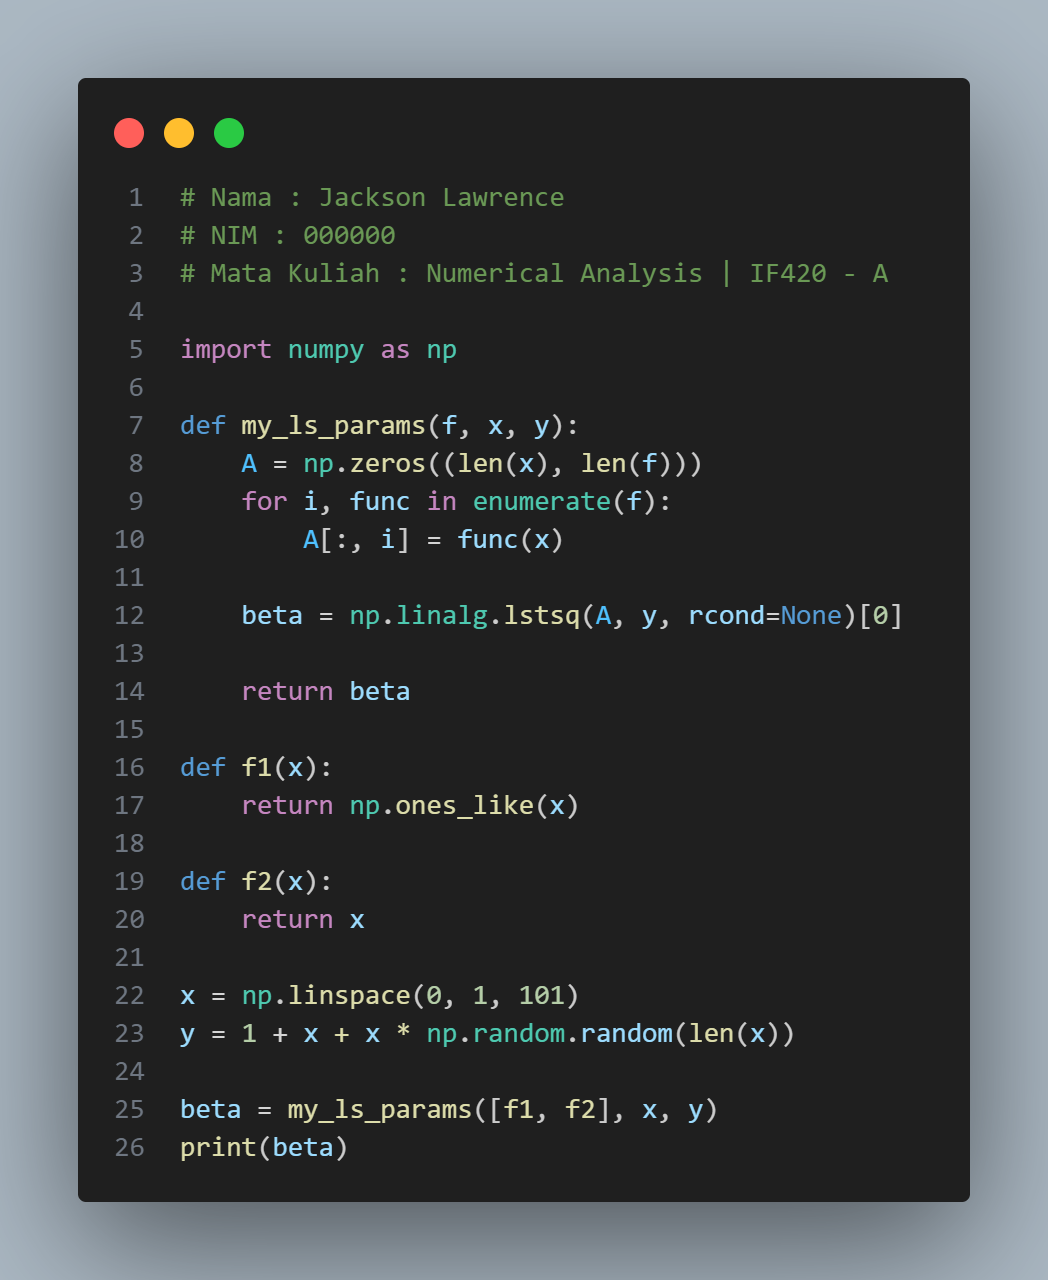 1 # Nama : Jackson Lawrence
2 # NIM : 000000
3 # Mata Kuliah : Numerical Analysis | IF420 - A
4
5 import numpy as np
6
7 def my_ls_params(f, x, y):
8     A = np.zeros((len(x), len(f)))
9     for i, func in enumerate(f):
10         A[:, i] = func(x)
11
12     beta = np.linalg.lstsq(A, y, rcond=None)[0]
13
14     return beta
15
16 def f1(x):
17     return np.ones_like(x)
18
19 def f2(x):
20     return x
21
22 x = np.linspace(0, 1, 101)
23 y = 1 + x + x * np.random.random(len(x))
24
25 beta = my_ls_params([f1, f2], x, y)
26 print(beta)